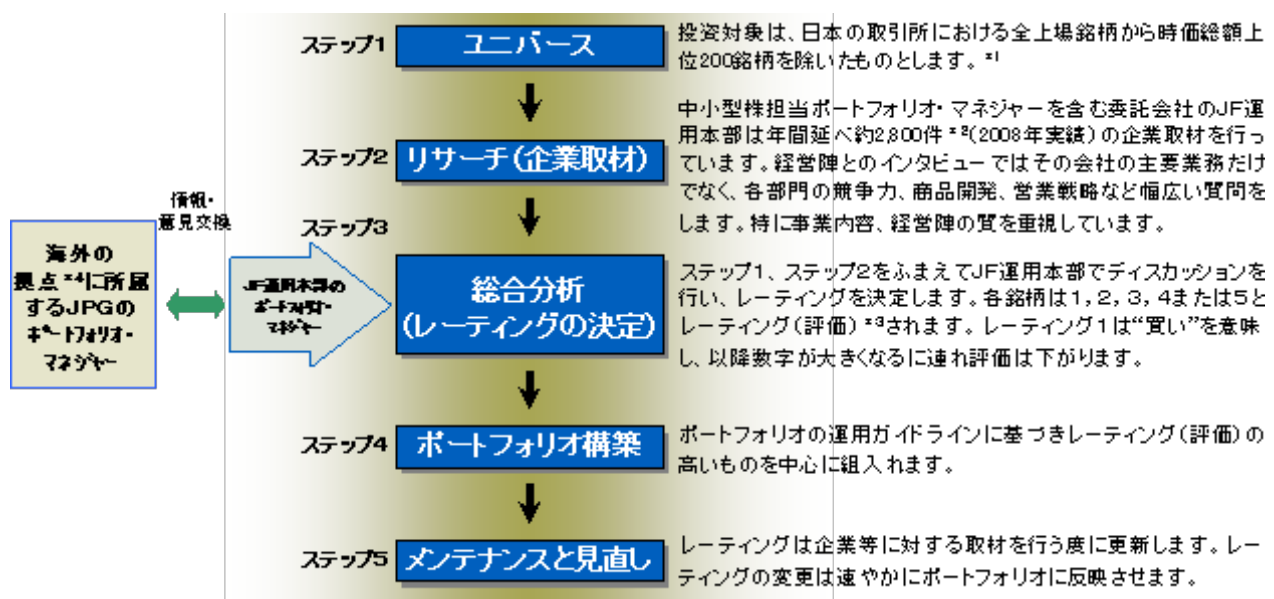 ステップ1
ユニバース
投資対象は、日本の取引所における全上場銘柄から時価総額上
位200銘柄を除いたものとします。*1
ステップ2
リサーチ(企業取材)
中小型株担当ポートフォリオ・マネジャーを含む委託会社のJF運
用本部は年間延べ約2,800件*2(2008年実績)の企業取材を行っ
ています。経営陣とのインタビューではその会社の主要業務だけ
でなく、各部門の競争力、商品開発、営業戦略など幅広い質問を
します。特に事業内容、経営陣の質を重視しています。
情報・
意見交換
海外の
拠点*4に所属
するJPGの
ポートフォリオ・
マネジャー
JF運用本部の
ポートフォリオ・
マネジャー
ステップ3
総合分析
(レーティングの決定)
ステップ1、ステップ2をふまえてJF運用本部でディスカッションを
行い、レーティングを決定します。各銘柄は1,2,3,4または5と
レーティング(評価)*3されます。レーティング1は“買い”を意味
し、以降数字が大きくなるに連れ評価は下がります。
ステップ4
ポートフォリオ構築
ポートフォリオの運用ガイドラインに基づきレーティング(評価)の
高いものを中心に組入れます。
ステップ5
メンテナンスと見直し
レーティングは企業等に対する取材を行う度に更新します。レー
ティングの変更は速やかにポートフォリオに反映させます。